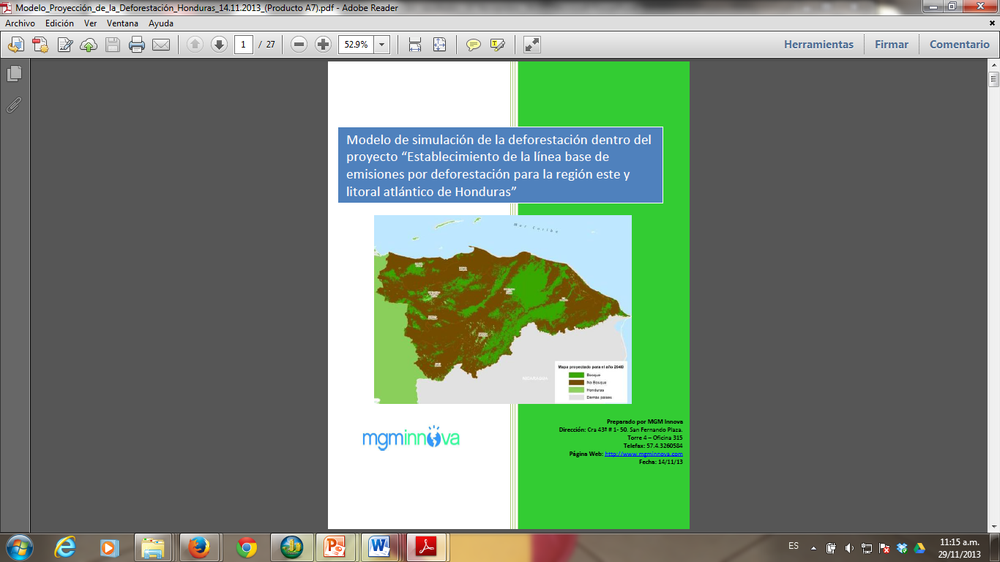 Modelo_Proyección_de_la_Deforestación_Honduras_14.11.2013_(Producto A7).pdf - Adobe Reader
Archivo Edición Ver Ventana Ayuda
1 / 27 52.9% Herramientas Firmar Comentario
Modelo de simulación de la deforestación dentro del
proyecto “Establecimiento de la línea base de
emisiones por deforestación para la región este y
litoral atlántico de Honduras”
Mar Caribe
NICARAGUA
Mapa proyectado para el año 2048
Bosque
No Bosque
Honduras
Demás países
mgminnova
Preparado por MGM Innova
Dirección: Cra 43ª # 1- 50. San Fernando Plaza.
Torre 4 – Oficina 315
Telefax: 57.4.3260584
Página Web: http://www.mgminnova.com
Fecha: 14/11/13
ES
11:15 a.m.
29/11/2013